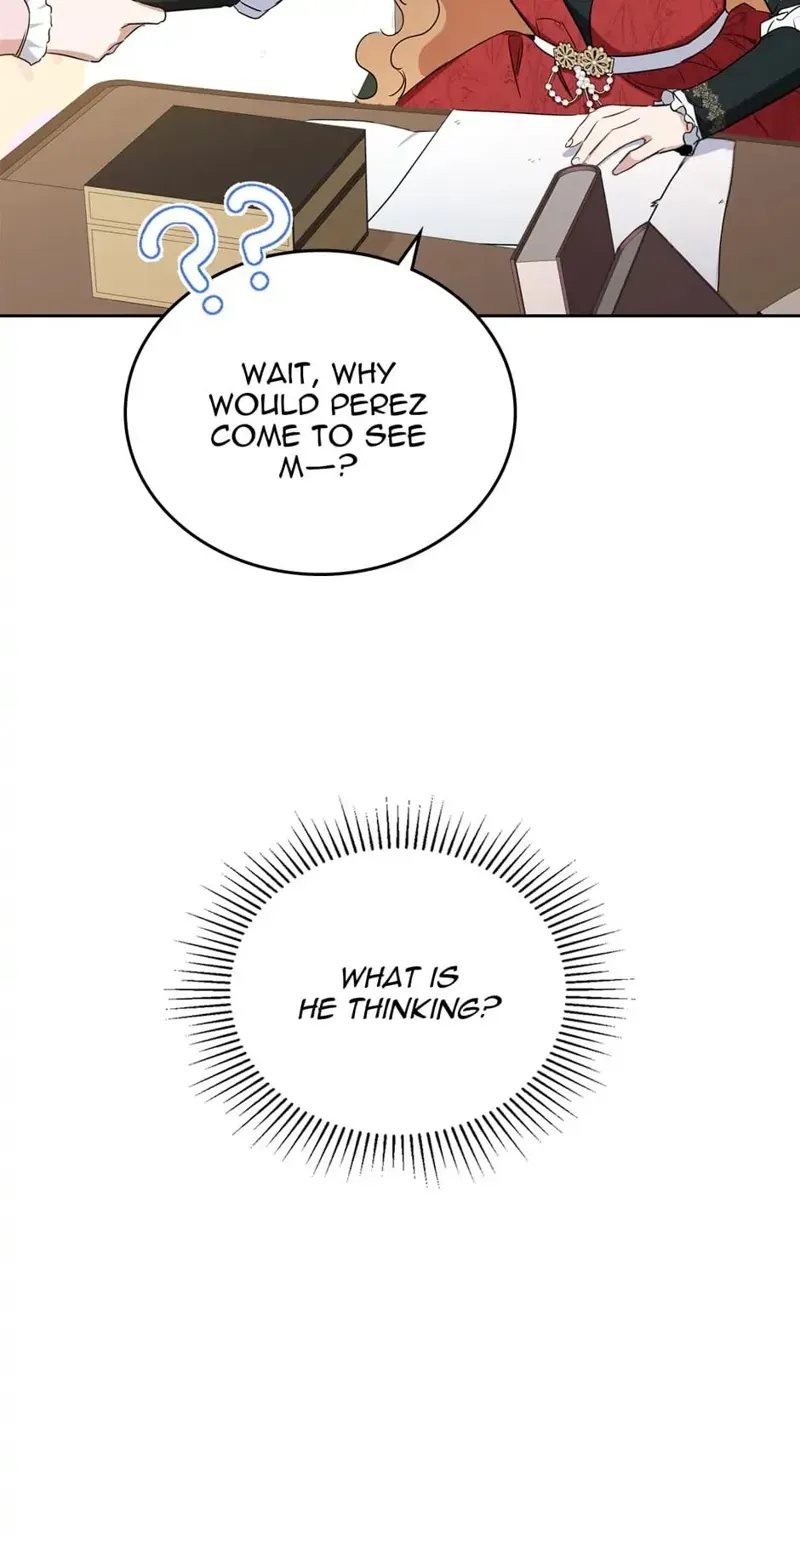 ??
WAIT, WHY
WOULD PEREZ
COME TO SEE
M—?
WHAT IS
HE THINKING?